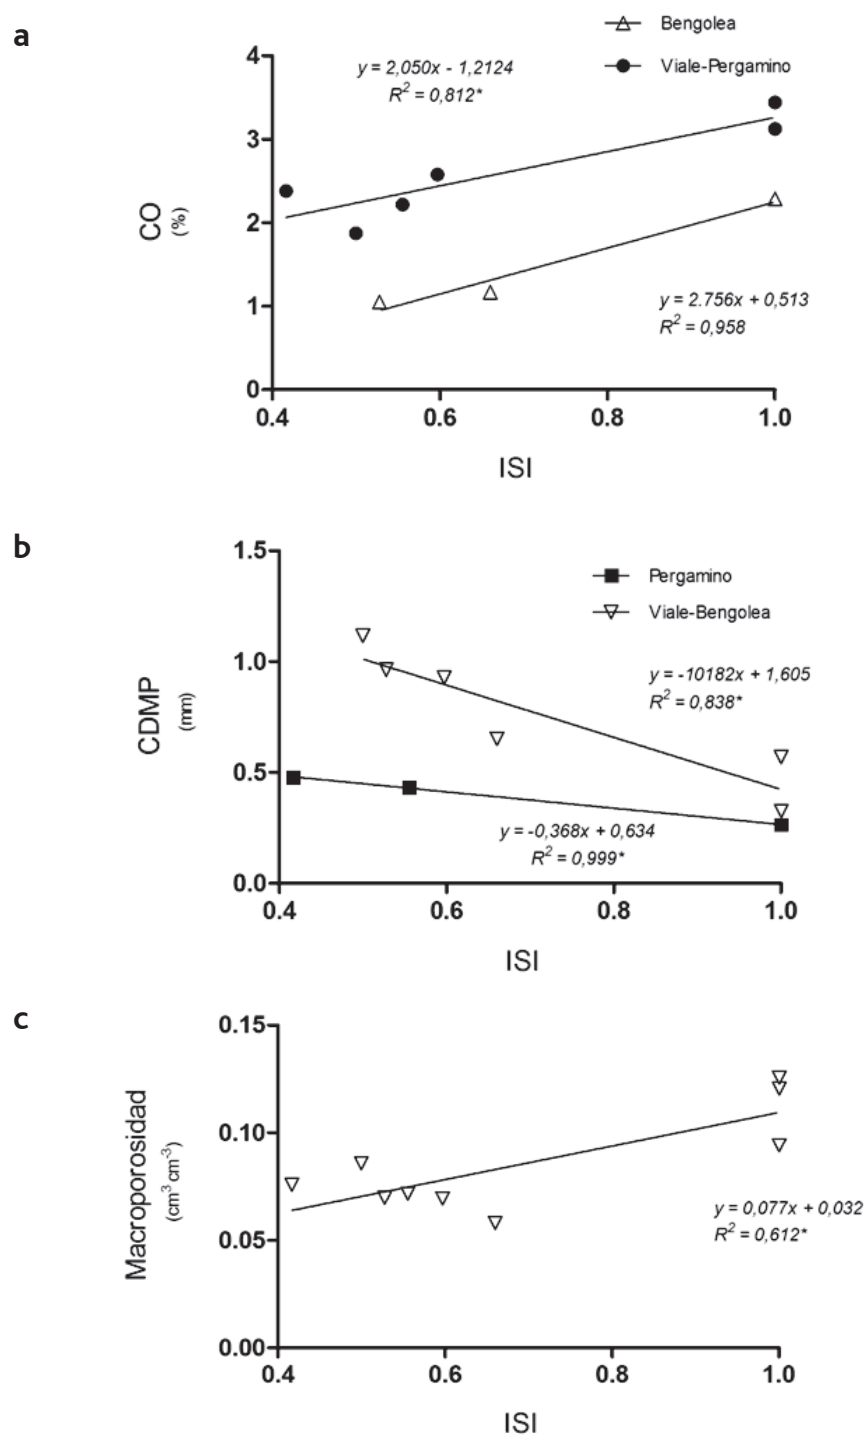 a
Bengolea
Viale-Pergamino
y = 2,050x - 1,2124
R² = 0,812*
4
3
2
1
0
CO
(%)
y = 2.756x + 0,513
R² = 0,958
0.4 0.6 0.8 1.0
ISI
b
1.5
1.0
0.5
0.0
CDMP
(mm)
Pergamino
Viale-Bengolea
y = -10182x + 1,605
R² = 0,838*
y = -0,368x + 0,634
R² = 0,999*
0.4 0.6 0.8 1.0
ISI
c
0.15
0.10
0.05
0.00
Macroporosidad
(cm³ cm⁻³)
y = 0,077x + 0,032
R² = 0,612*
0.4 0.6 0.8 1.0
ISI